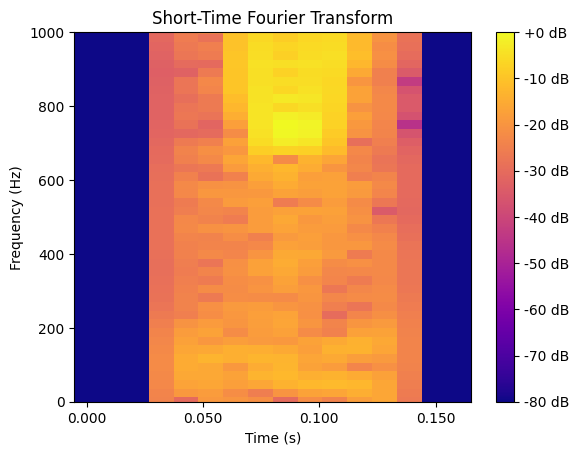 Short-Time Fourier Transform
1000
800
600
400
200
0
Frequency (Hz)
0.000
0.050
0.100
0.150
Time (s)
+0 dB
-10 dB
-20 dB
-30 dB
-40 dB
-50 dB
-60 dB
-70 dB
-80 dB